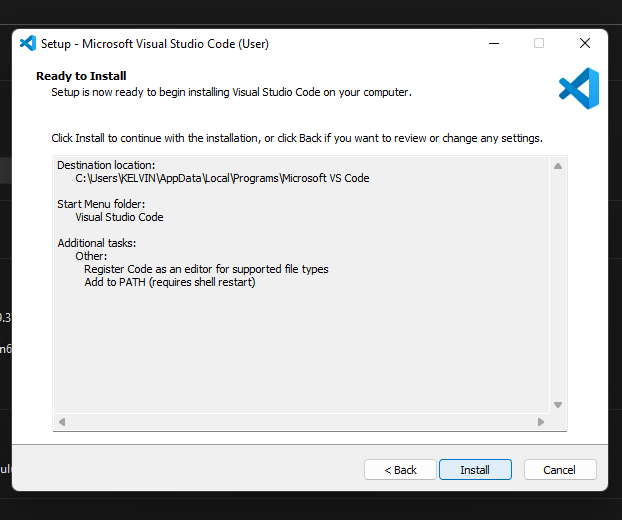 Setup - Microsoft Visual Studio Code (User)
Ready to Install
Setup is now ready to begin installing Visual Studio Code on your computer.
Click Install to continue with the installation, or click Back if you want to review or change any settings.
Destination location:
C:\Users\KELVIN\AppData\Local\Programs\Microsoft VS Code
Start Menu folder:
Visual Studio Code
Additional tasks:
Other:
Register Code as an editor for supported file types
Add to PATH (requires shell restart)
< Back
Install
Cancel